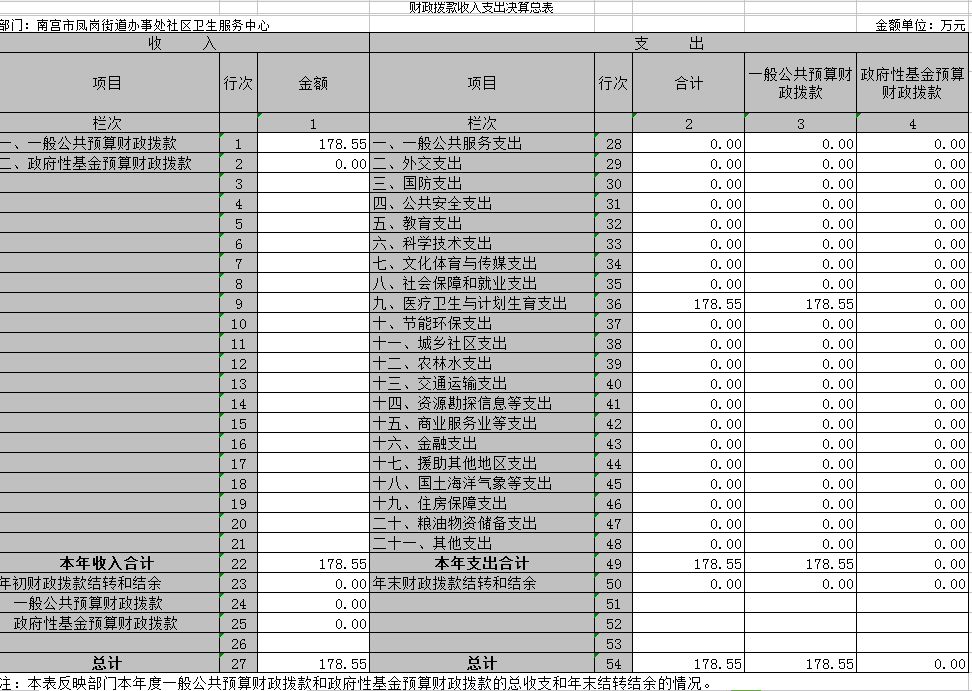 财政拨款收入支出决算总表
部门：南宫市凤岗街道办事处社区卫生服务中心 金额单位：万元
收 入 支 出
项目 行次 金额 项目 行次 合计 一般公共预算财政拨款 政府性基金预算财政拨款
栏次 1 栏次 2 3 4
一、一般公共预算财政拨款 1 178.55 一、一般公共服务支出 28 0.00 0.00 0.00
二、政府性基金预算财政拨款 2 0.00 二、外交支出 29 0.00 0.00 0.00
3 三、国防支出 30 0.00 0.00 0.00
4 四、公共安全支出 31 0.00 0.00 0.00
5 五、教育支出 32 0.00 0.00 0.00
6 六、科学技术支出 33 0.00 0.00 0.00
7 七、文化体育与传媒支出 34 0.00 0.00 0.00
8 八、社会保障和就业支出 35 0.00 0.00 0.00
9 九、医疗卫生与计划生育支出 36 178.55 178.55 0.00
10 十、节能环保支出 37 0.00 0.00 0.00
11 十一、城乡社区支出 38 0.00 0.00 0.00
12 十二、农林水支出 39 0.00 0.00 0.00
13 十三、交通运输支出 40 0.00 0.00 0.00
14 十四、资源勘探信息等支出 41 0.00 0.00 0.00
15 十五、商业服务业等支出 42 0.00 0.00 0.00
16 十六、金融支出 43 0.00 0.00 0.00
17 十七、援助其他地区支出 44 0.00 0.00 0.00
18 十八、国土海洋气象等支出 45 0.00 0.00 0.00
19 十九、住房保障支出 46 0.00 0.00 0.00
20 二十、粮油物资储备支出 47 0.00 0.00 0.00
21 二十一、其他支出 48 0.00 0.00 0.00
本年收入合计 22 178.55 本年支出合计 49 178.55 178.55 0.00
年初财政拨款结转和结余 23 0.00 年末财政拨款结转和结余 50 0.00 0.00 0.00
一般公共预算财政拨款 24 0.00 51
政府性基金预算财政拨款 25 0.00 52
26 53
总计 27 178.55 总计 54 178.55 178.55 0.00
注：本表反映部门本年度一般公共预算财政拨款和政府性基金预算财政拨款的总收支和年末结转结余的情况。